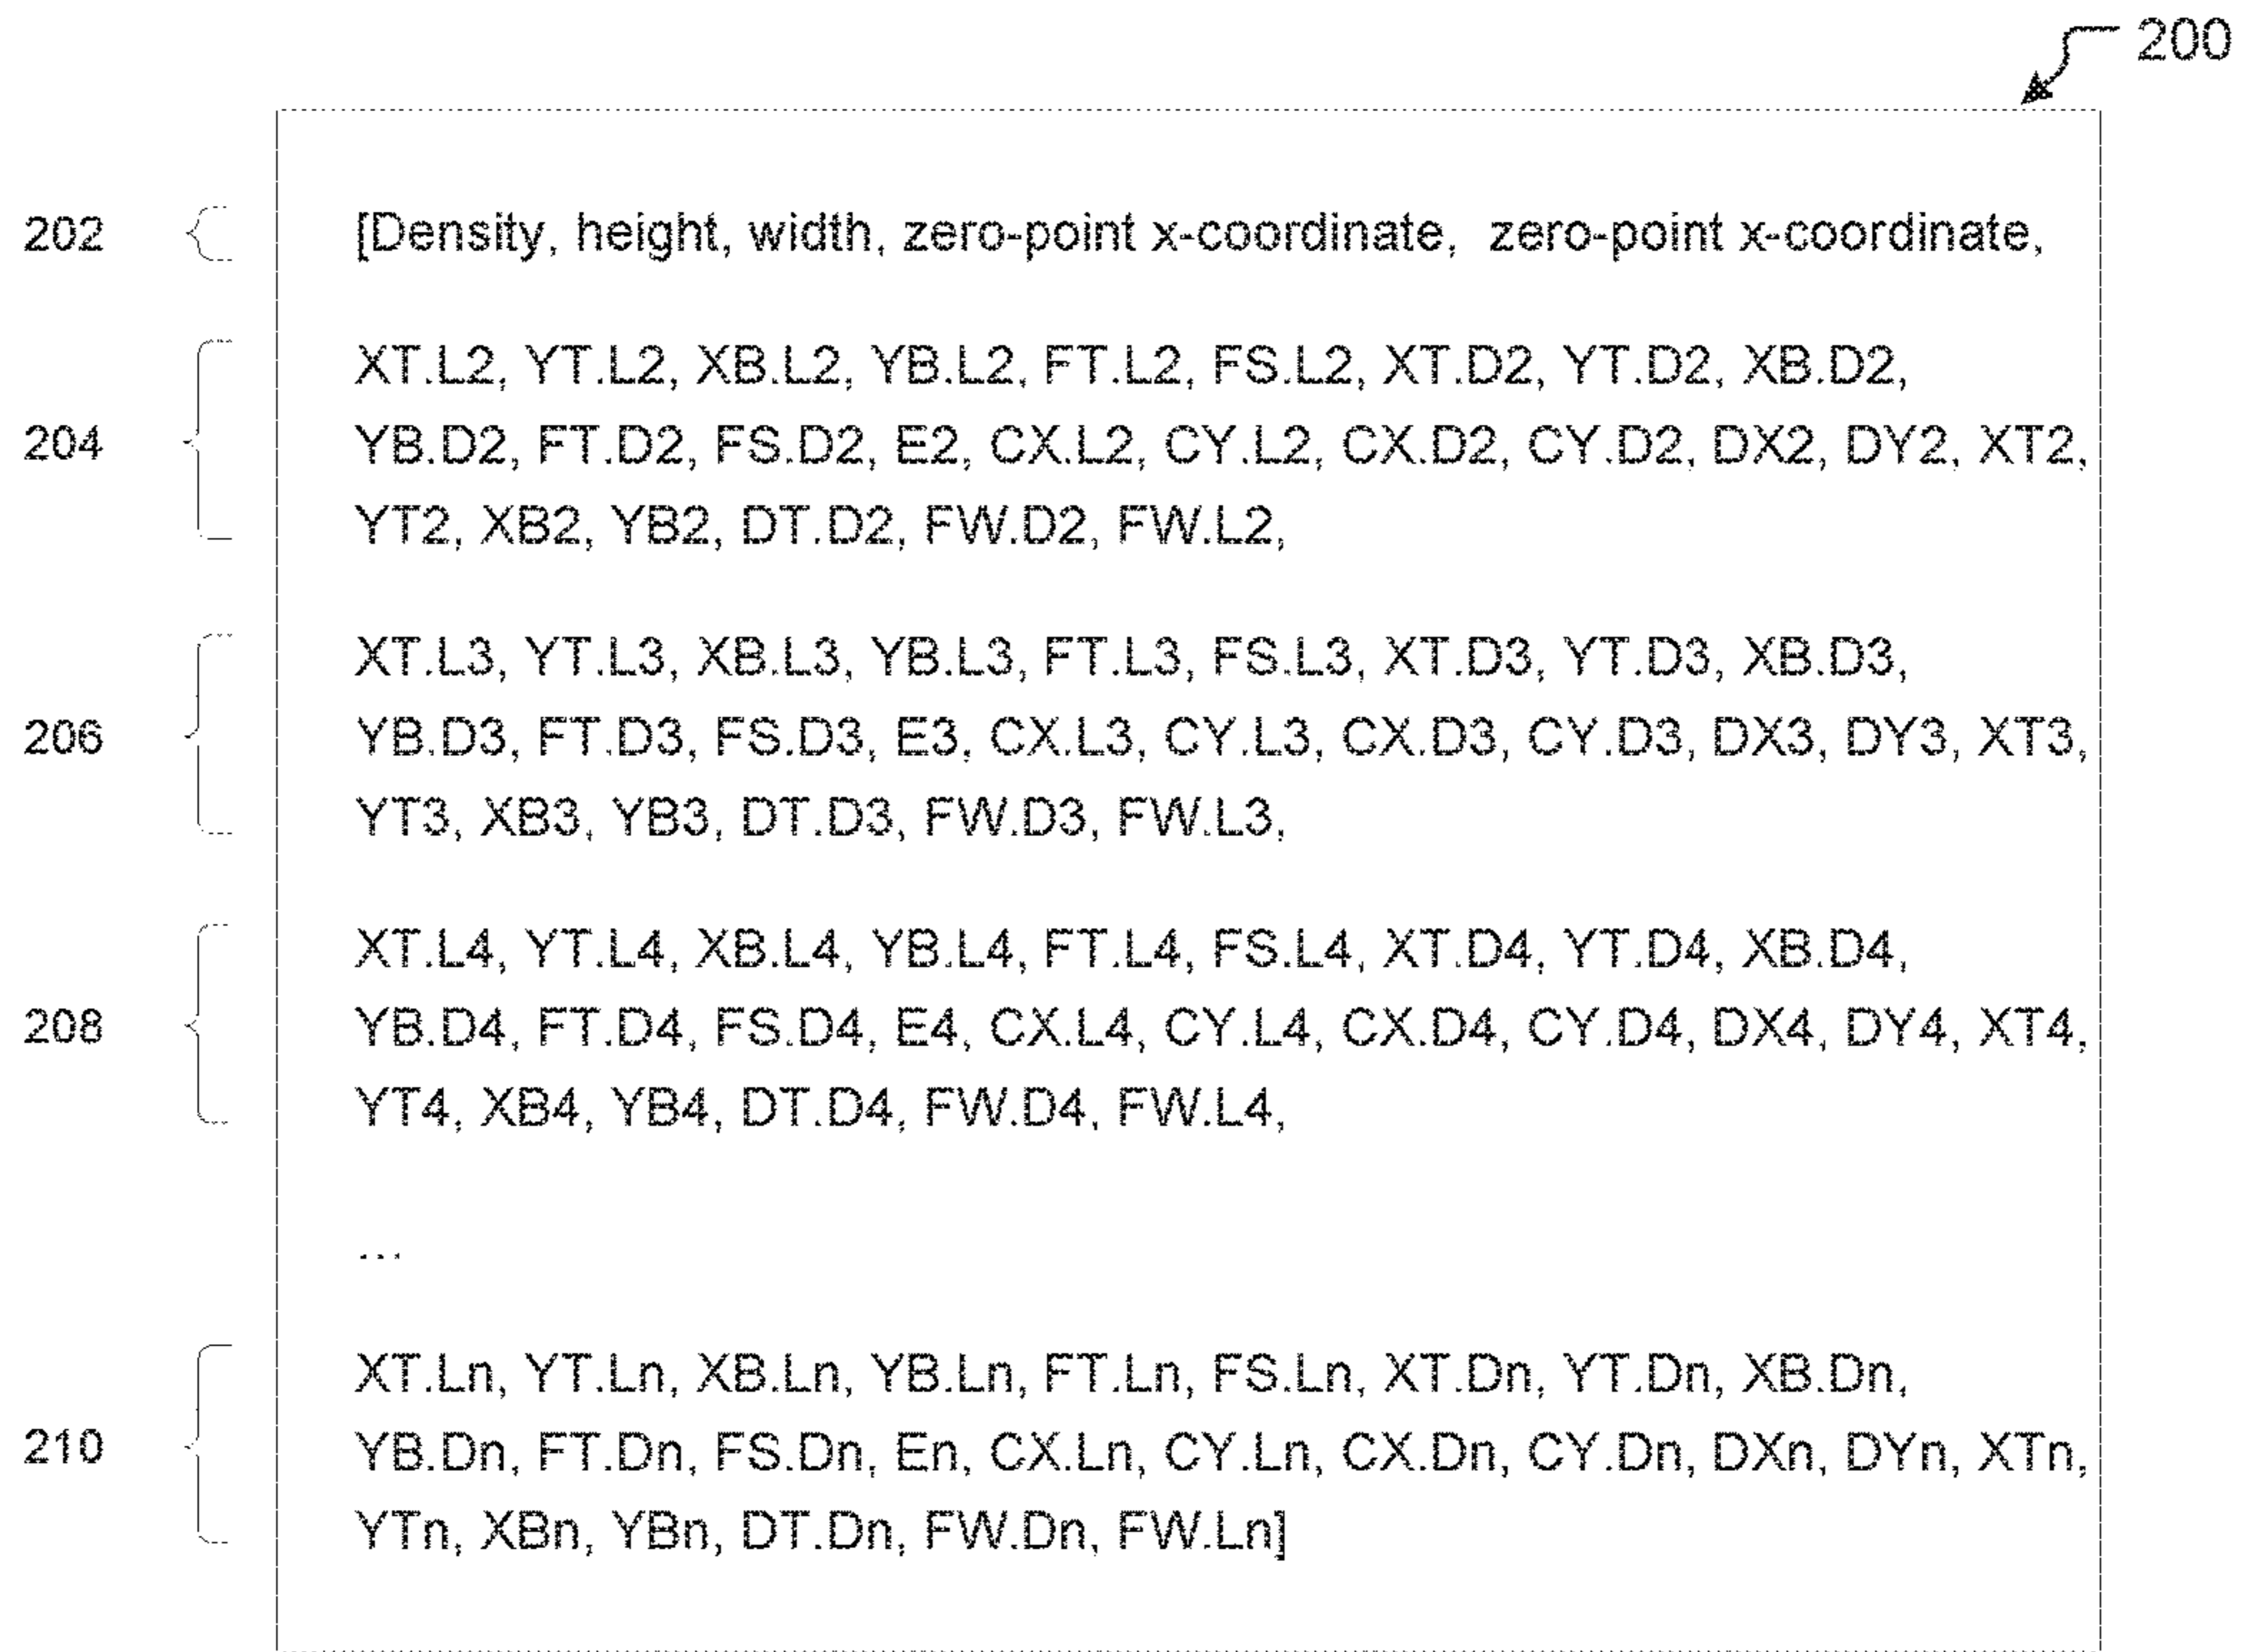 200
202 [Density, height, width, zero-point x-coordinate, zero-point x-coordinate,
XT.L2, YT.L2, XB.L2, YB.L2, FT.L2, FS.L2, XT.D2, YT.D2, XB.D2,
204 YB.D2, FT.D2, FS.D2, E2, CX.L2, CY.L2, CX.D2, CY.D2, DX2, DY2, XT2,
YT2, XB2, YB2, DT.D2, FW.D2, FW.L2,
XT.L3, YT.L3, XB.L3, YB.L3, FT.L3, FS.L3, XT.D3, YT.D3, XB.D3,
206 YB.D3, FT.D3, FS.D3, E3, CX.L3, CY.L3, CX.D3, CY.D3, DX3, DY3, XT3,
YT3, XB3, YB3, DT.D3, FW.D3, FW.L3,
XT.L4, YT.L4, XB.L4, YB.L4, FT.L4, FS.L4, XT.D4, YT.D4, XB.D4,
208 YB.D4, FT.D4, FS.D4, E4, CX.L4, CY.L4, CX.D4, CY.D4, DX4, DY4, XT4,
YT4, XB4, YB4, DT.D4, FW.D4, FW.L4,
...
XT.Ln, YT.Ln, XB.Ln, YB.Ln, FT.Ln, FS.Ln, XT.Dn, YT.Dn, XB.Dn,
210 YB.Dn, FT.Dn, FS.Dn, En, CX.Ln, CY.Ln, CX.Dn, CY.Dn, DXn, DYn, XTn,
YTn, XBn, YBn, DT.Dn, FW.Dn, FW.Ln]